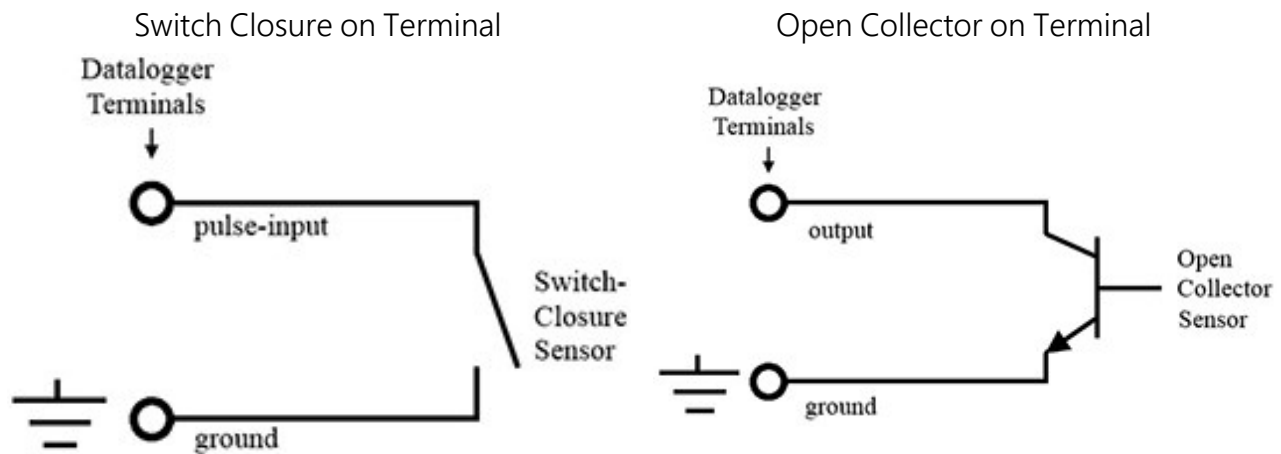 Switch Closure on Terminal
Datalogger
Terminals
pulse-input
Switch-
Closure
Sensor
ground
Open Collector on Terminal
Datalogger
Terminals
output
Open
Collector
Sensor
ground